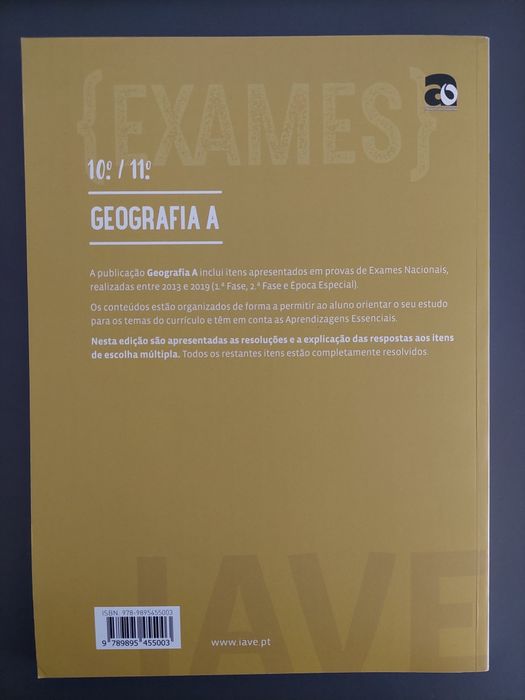 {EXAMES}
10.º / 11.º
GEOGRAFIA A
A publicação Geografia A inclui itens apresentados em provas de Exames Nacionais,
realizadas entre 2013 e 2019 (1.ª Fase, 2.ª Fase e Época Especial).
Os conteúdos estão organizados de forma a permitir ao aluno orientar o seu estudo
para os temas do currículo e têm em conta as Aprendizagens Essenciais.
Nesta edição são apresentadas as resoluções e a explicação das respostas aos itens
de escolha múltipla. Todos os restantes itens estão completamente resolvidos.
IAVE
ISBN 978-9895455003
9 789895 455003
www.iave.pt